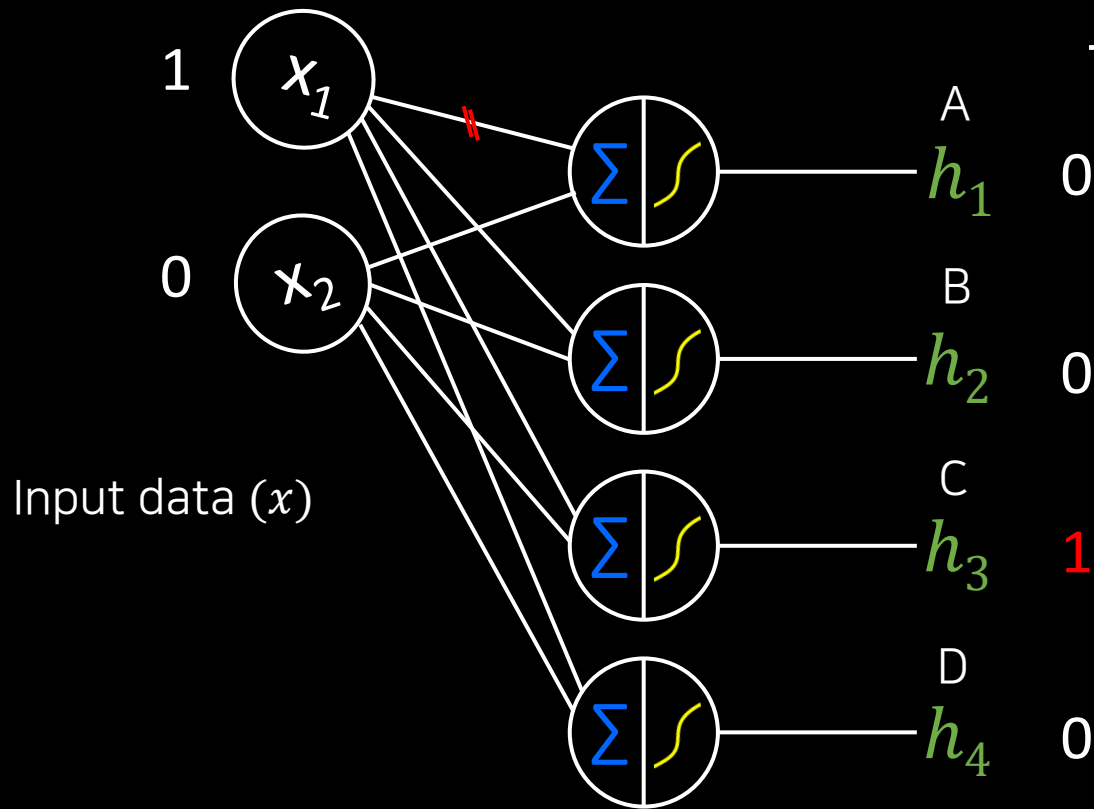 1 x₁
A
h₁ 0
0 x₂
B
h₂ 0
Input data (x)
C
h₃ 1
D
h₄ 0
Σ
Σ
Σ
Σ